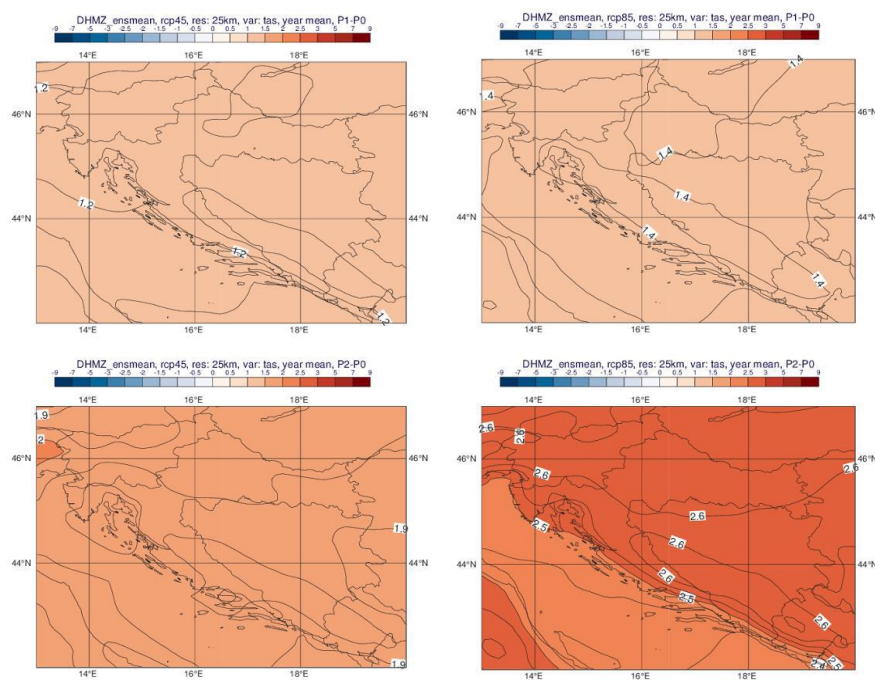 DHMZ_ensmean, rcp45, res: 25km, var: tas, year mean, P1-P0
-9 -7 -5 -3 -2.5 -2 -1.5 -1 -0.5 0 0.5 1 1.5 2 2.5 3 5 7 9
14°E 16°E 18°E
1.2
46°N
1.2
44°N
1.2
1.2
14°E 16°E 18°E
DHMZ_ensmean, rcp85, res: 25km, var: tas, year mean, P1-P0
-9 -7 -5 -3 -2.5 -2 -1.5 -1 -0.5 0 0.5 1 1.5 2 2.5 3 5 7 9
14°E 16°E 18°E
1.4
1.4
46°N
1.4
1.4
44°N
1.4
1.4
14°E 16°E 18°E
DHMZ_ensmean, rcp45, res: 25km, var: tas, year mean, P2-P0
-9 -7 -5 -3 -2.5 -2 -1.5 -1 -0.5 0 0.5 1 1.5 2 2.5 3 5 7 9
14°E 16°E 18°E
1.9
2
46°N
1.9
44°N
1.9
14°E 16°E 18°E
DHMZ_ensmean, rcp85, res: 25km, var: tas, year mean, P2-P0
-9 -7 -5 -3 -2.5 -2 -1.5 -1 -0.5 0 0.5 1 1.5 2 2.5 3 5 7 9
14°E 16°E 18°E
2.6 2.6
46°N
2.6 2.6
2.5 2.6
2.6
44°N
2.6
2.5
2.6
2.4 2.5
14°E 16°E 18°E